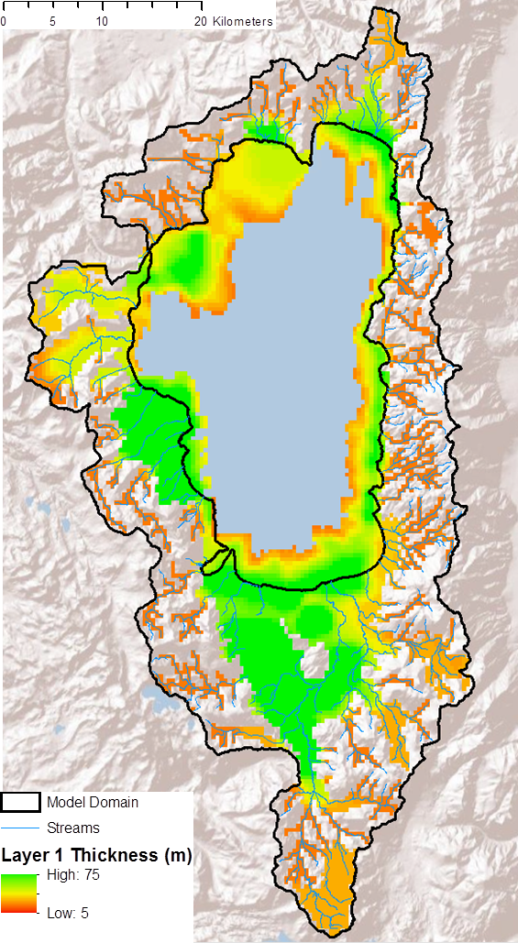 0 5 10 20 Kilometers
Model Domain
Streams
Layer 1 Thickness (m)
High: 75
Low: 5